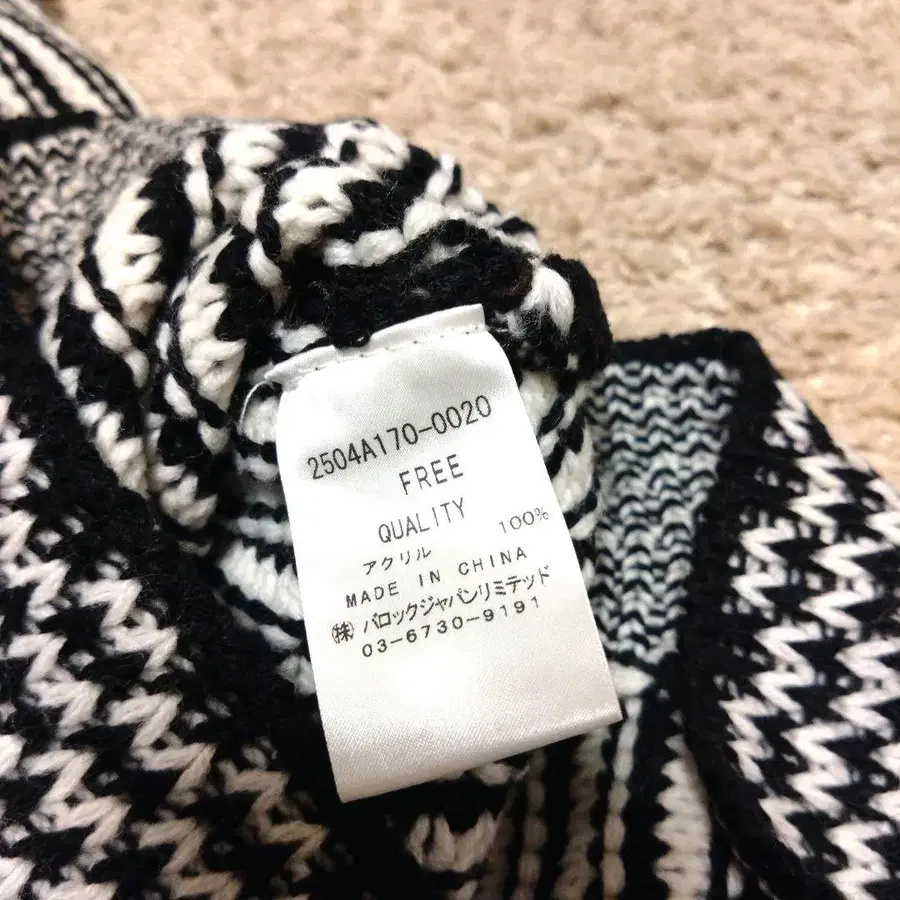 2504A170-0020
FREE
QUALITY
アクリル 100%
MADE IN CHINA
㈱バロックジャパンリミテッド
03-6730-9191